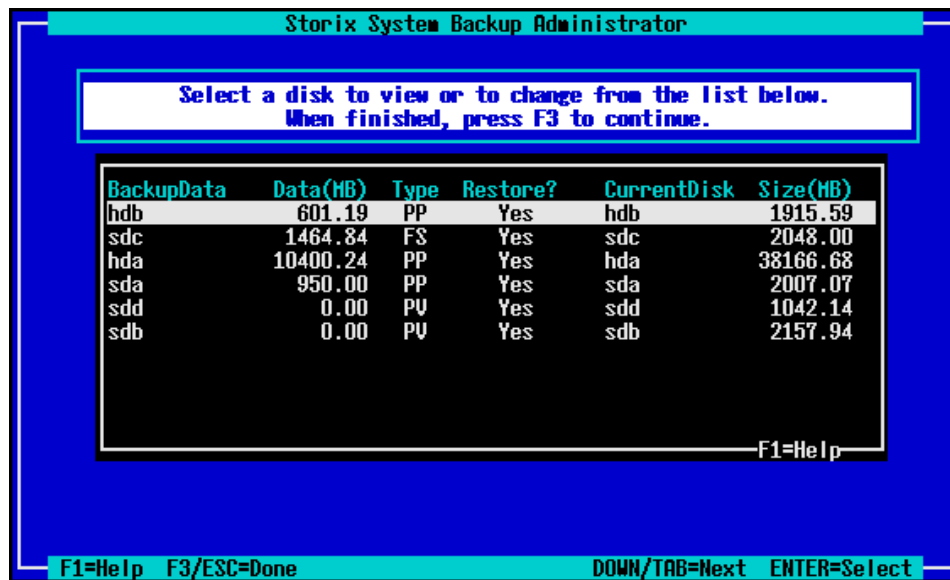 Storix System Backup Administrator
Select a disk to view or to change from the list below.
When finished, press F3 to continue.
BackupData Data(MB) Type Restore? CurrentDisk Size(MB)
hdb 601.19 PP Yes hdb 1915.59
sdc 1464.84 FS Yes sdc 2048.00
hda 10400.24 PP Yes hda 38166.68
sda 950.00 PP Yes sda 2007.07
sdd 0.00 PV Yes sdd 1042.14
sdb 0.00 PV Yes sdb 2157.94
F1=Help
F1=Help F3/ESC=Done DOWN/TAB=Next ENTER=Select